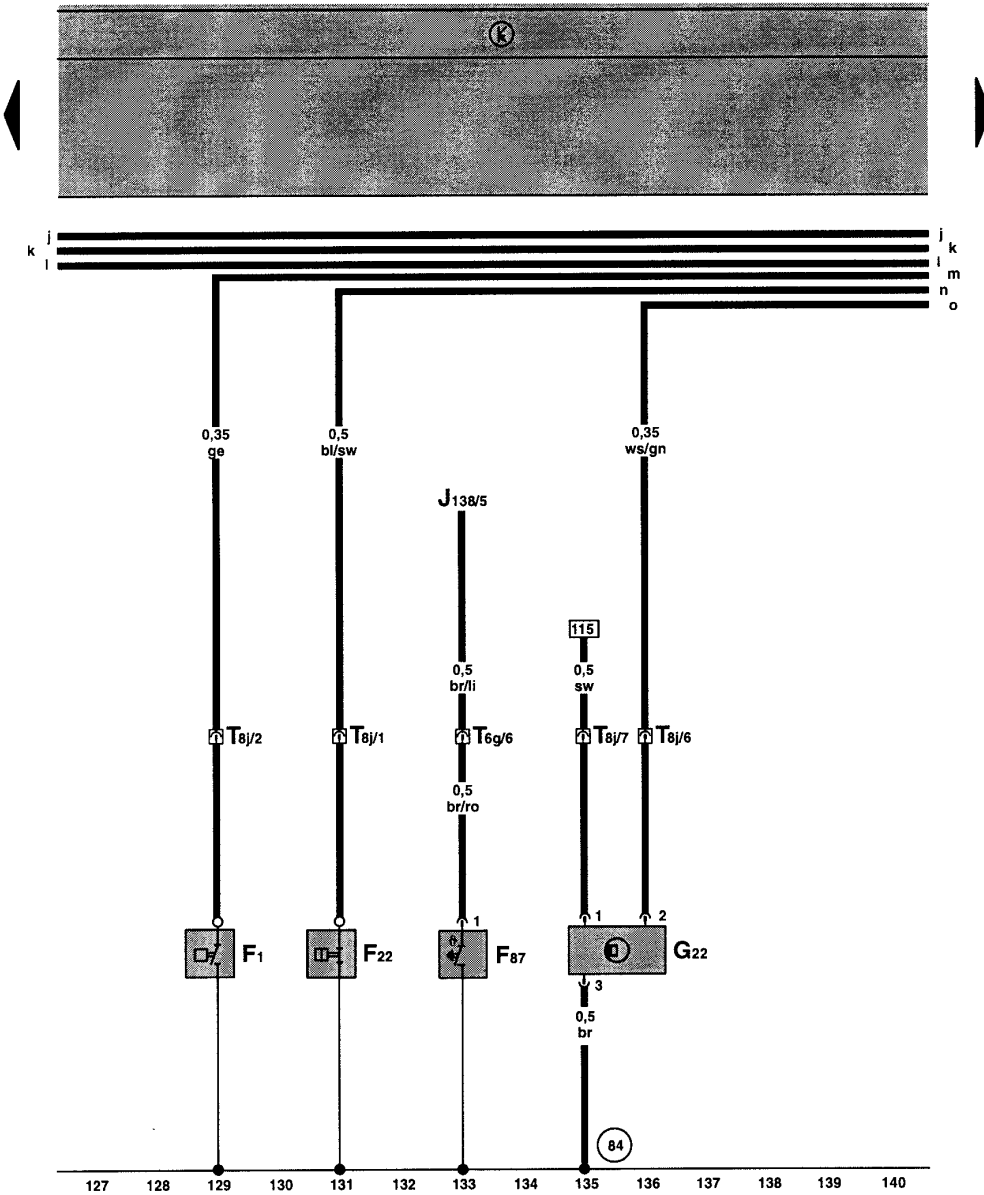 k
j j
k k
l l
m
n
o
0,35 0,5 0,35
ge bl/sw ws/gn
J138/5
115
0,5 0,5
br/li sw
T8j/2 T8j/1 T6g/6 T8j/7 T8j/6
0,5
br/ro
1 1 2
F1 F22 F87 G22
3
0,5
br
84
127 128 129 130 131 132 133 134 135 136 137 138 139 140